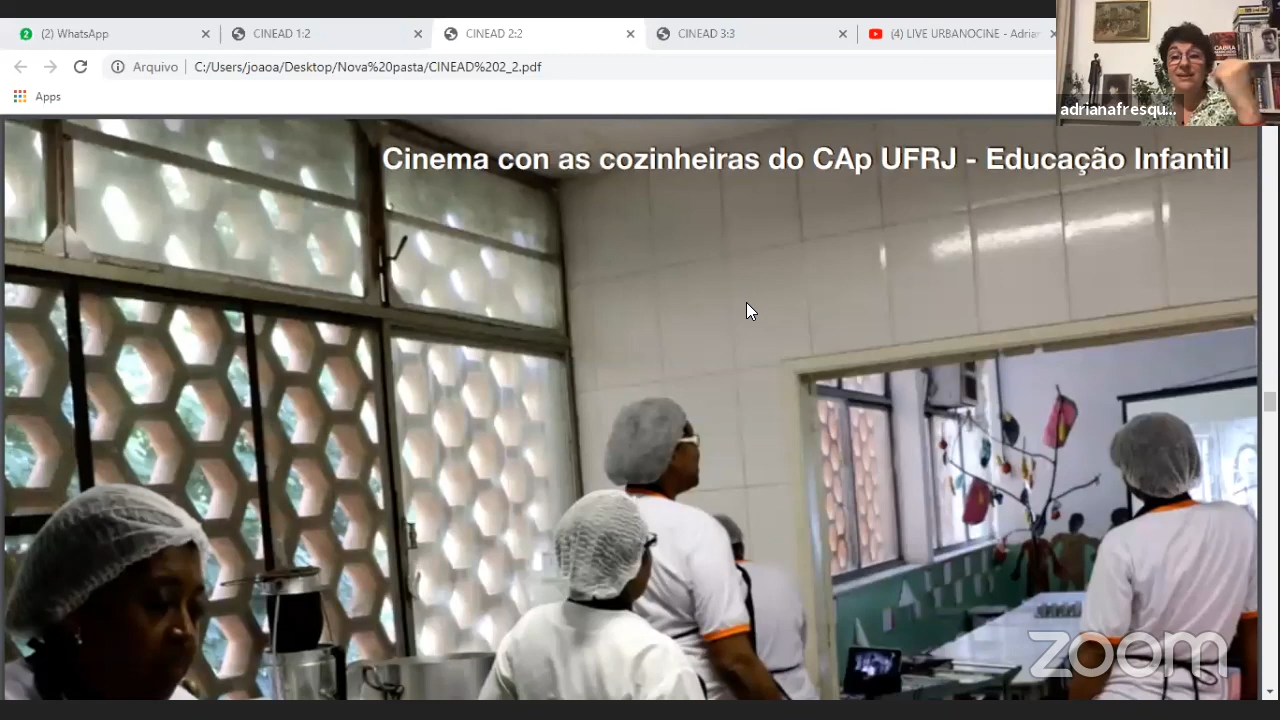 (2) WhatsApp
CINEAD 1:2
CINEAD 2:2
CINEAD 3:3
(4) LIVE URBANOCINE - Adrian
Arquivo
C:/Users/joaoa/Desktop/Nova%20pasta/CINEAD%202_2.pdf
Apps
CABRA
adrianafresqu...
Cinema con as cozinheiras do CAp UFRJ - Educação Infantil
zoom